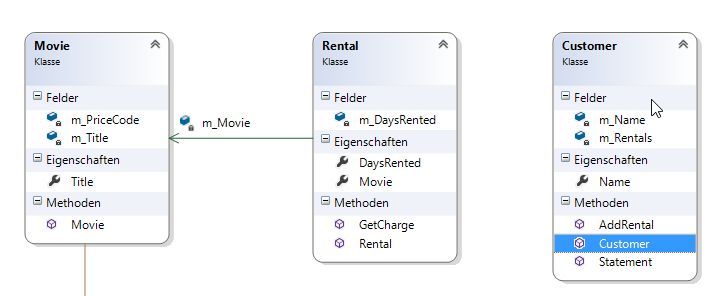 Movie
Klasse
Felder
m_PriceCode
m_Title
Eigenschaften
Title
Methoden
Movie
m_Movie
Rental
Klasse
Felder
m_DaysRented
Eigenschaften
DaysRented
Movie
Methoden
GetCharge
Rental
Customer
Klasse
Felder
m_Name
m_Rentals
Eigenschaften
Name
Methoden
AddRental
Customer
Statement